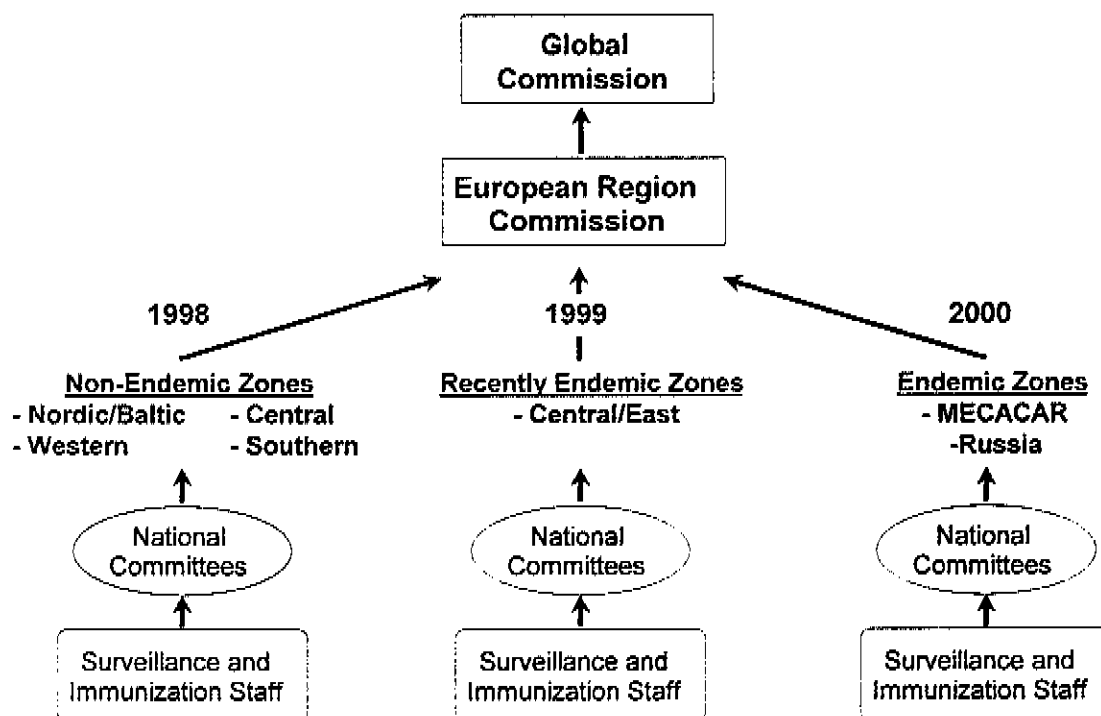 Global
Commission
European Region
Commission
1998
1999
2000
Non-Endemic Zones
- Nordic/Baltic - Central
- Western - Southern
Recently Endemic Zones
- Central/East
Endemic Zones
- MECACAR
-Russia
National
Committees
National
Committees
National
Committees
Surveillance and
Immunization Staff
Surveillance and
Immunization Staff
Surveillance and
Immunization Staff